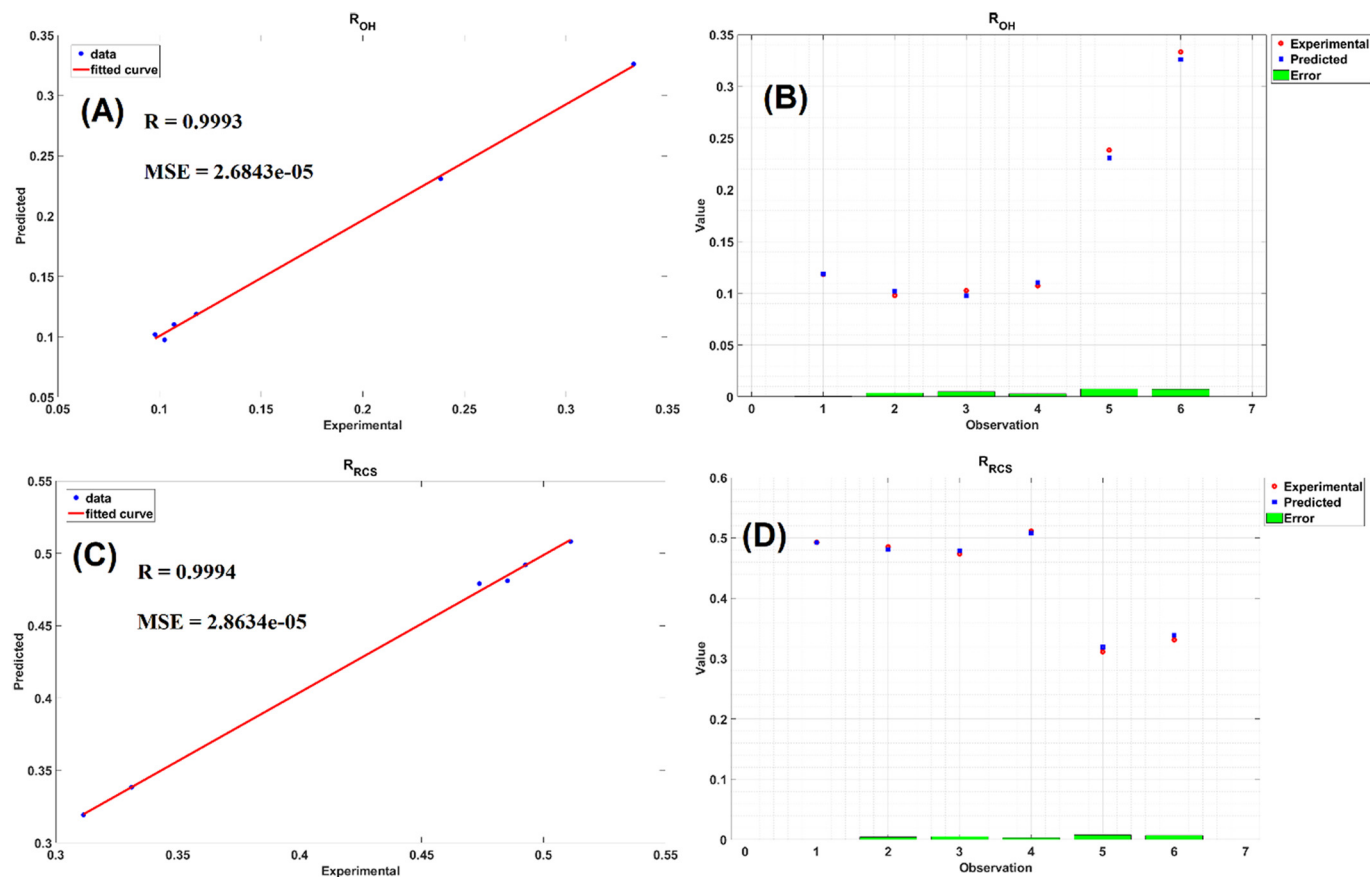 R_OH
0.35
0.3
0.25
0.2
0.15
0.1
0.05
Predicted
data
fitted curve
(A)
R = 0.9993
MSE = 2.6843e-05
0.05 0.1 0.15 0.2 0.25 0.3 0.35
Experimental
R_OH
0.35
0.3
0.25
0.2
0.15
0.1
0.05
0
Value
(B)
Experimental
Predicted
Error
0 1 2 3 4 5 6 7
Observation
R_RCS
0.55
0.5
0.45
0.4
0.35
0.3
Predicted
data
fitted curve
(C)
R = 0.9994
MSE = 2.8634e-05
0.3 0.35 0.4 0.45 0.5 0.55
Experimental
R_RCS
0.6
0.5
0.4
0.3
0.2
0.1
0
Value
(D)
Experimental
Predicted
Error
0 1 2 3 4 5 6 7
Observation